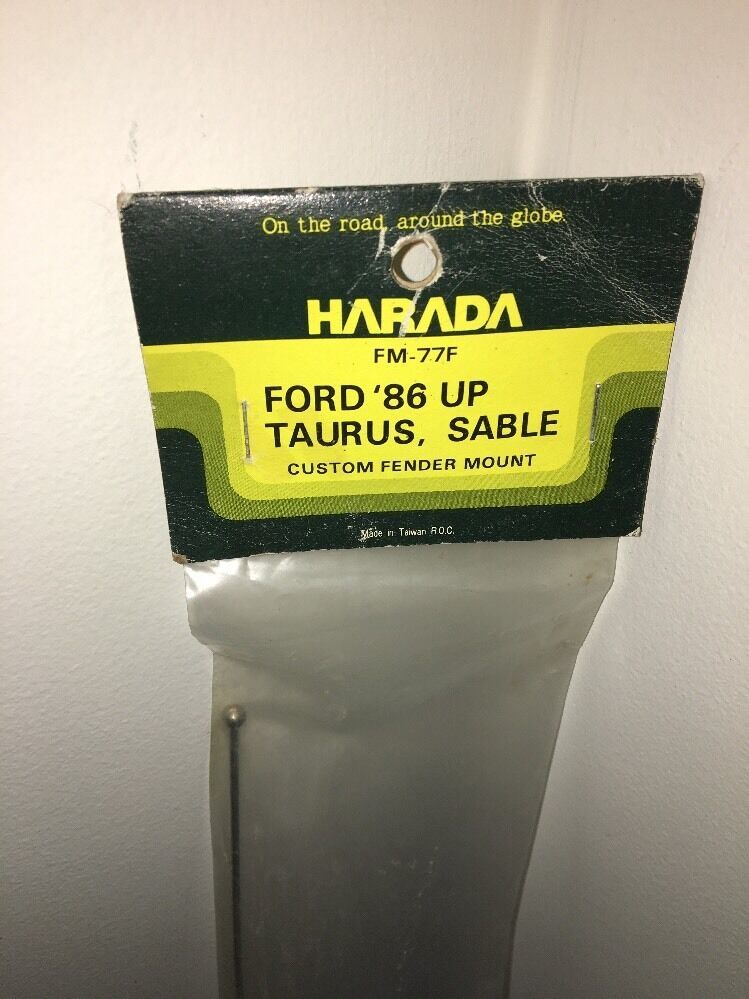 On the road, around the globe.
HARADA
FM-77F
FORD '86 UP
TAURUS, SABLE
CUSTOM FENDER MOUNT
Made in Taiwan R.O.C.